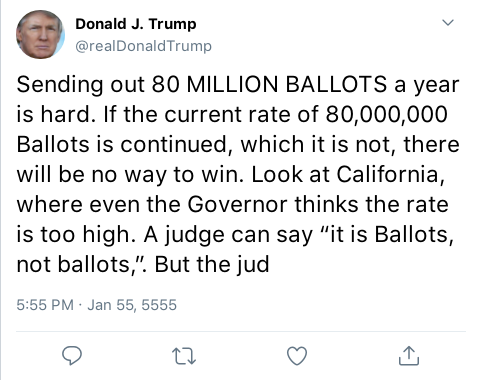 Donald J. Trump
@realDonaldTrump
Sending out 80 MILLION BALLOTS a year
is hard. If the current rate of 80,000,000
Ballots is continued, which it is not, there
will be no way to win. Look at California,
where even the Governor thinks the rate
is too high. A judge can say “it is Ballots,
not ballots,”. But the jud
5:55 PM · Jan 55, 5555